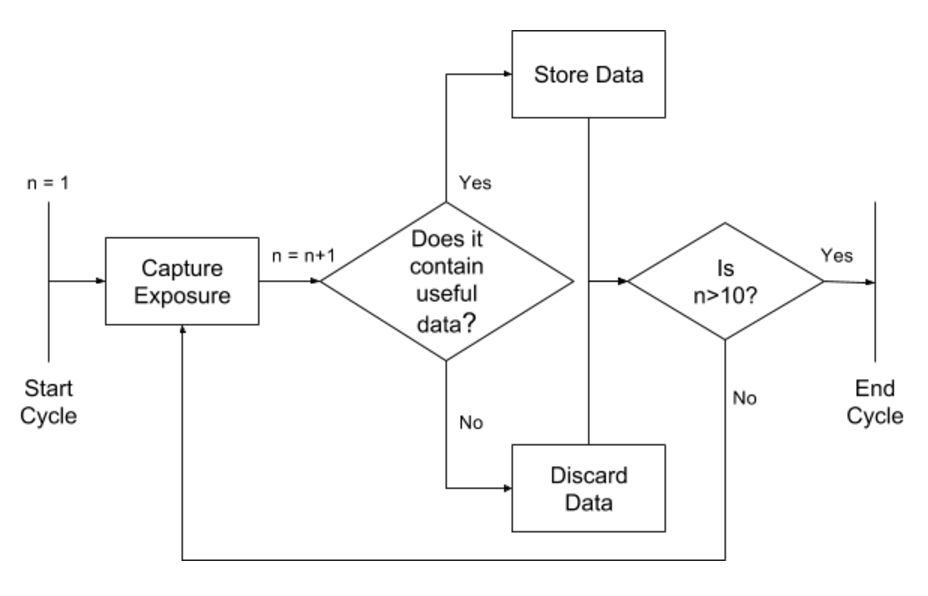 n = 1
Start
Cycle
Capture
Exposure
n = n+1
Does it
contain
useful
data?
Yes
Store Data
No
Discard
Data
Is
n>10?
Yes
No
End
Cycle